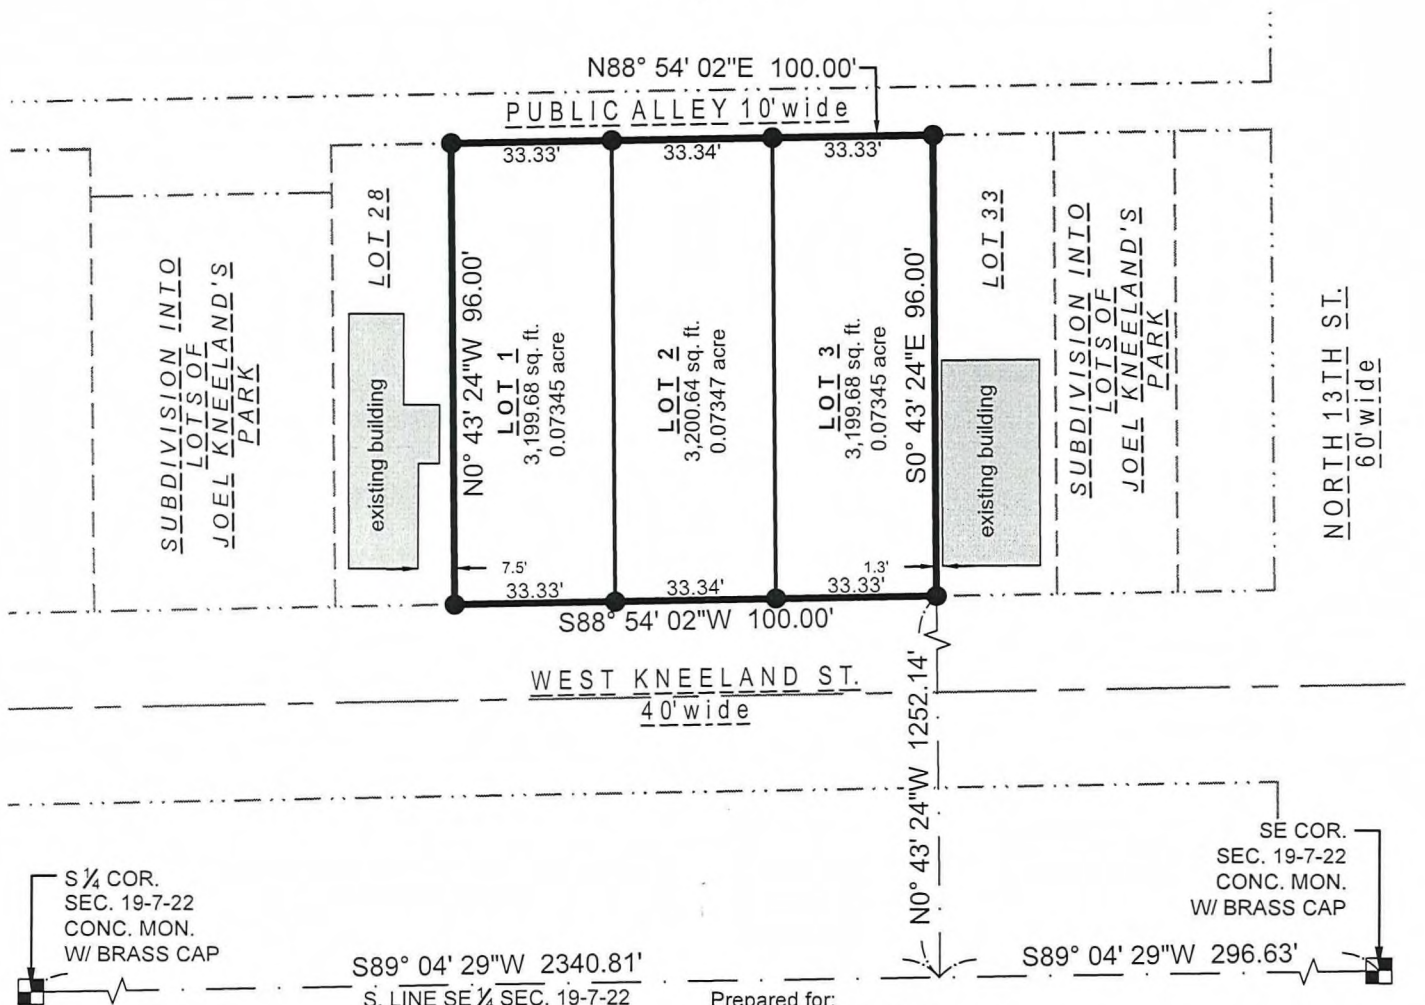 N88° 54' 02"E 100.00'
PUBLIC ALLEY 10' wide
33.33'
33.34'
33.33'
SUBDIVISION INTO
LOTS OF
JOEL KNEELAND'S
PARK
LOT 28
existing building
N0° 43' 24"W 96.00'
LOT 1
3,199.68 sq. ft.
0.07345 acre
LOT 2
3,200.64 sq. ft.
0.07347 acre
LOT 3
3,199.68 sq. ft.
0.07345 acre
S0° 43' 24"E 96.00'
LOT 33
existing building
SUBDIVISION INTO
LOTS OF
JOEL KNEELAND'S
PARK
NORTH 13TH ST.
60' wide
7.5'
1.3'
33.33'
33.34'
33.33'
S88° 54' 02"W 100.00'
WEST KNEELAND ST.
40' wide
N0° 43' 24"W 1252.14'
S ¼ COR.
SEC. 19-7-22
CONC. MON.
W/ BRASS CAP
SE COR.
SEC. 19-7-22
CONC. MON.
W/ BRASS CAP
S89° 04' 29"W 2340.81'
S. LINE SE ¼ SEC. 19-7-22
S89° 04' 29"W 296.63'
Prepared for: